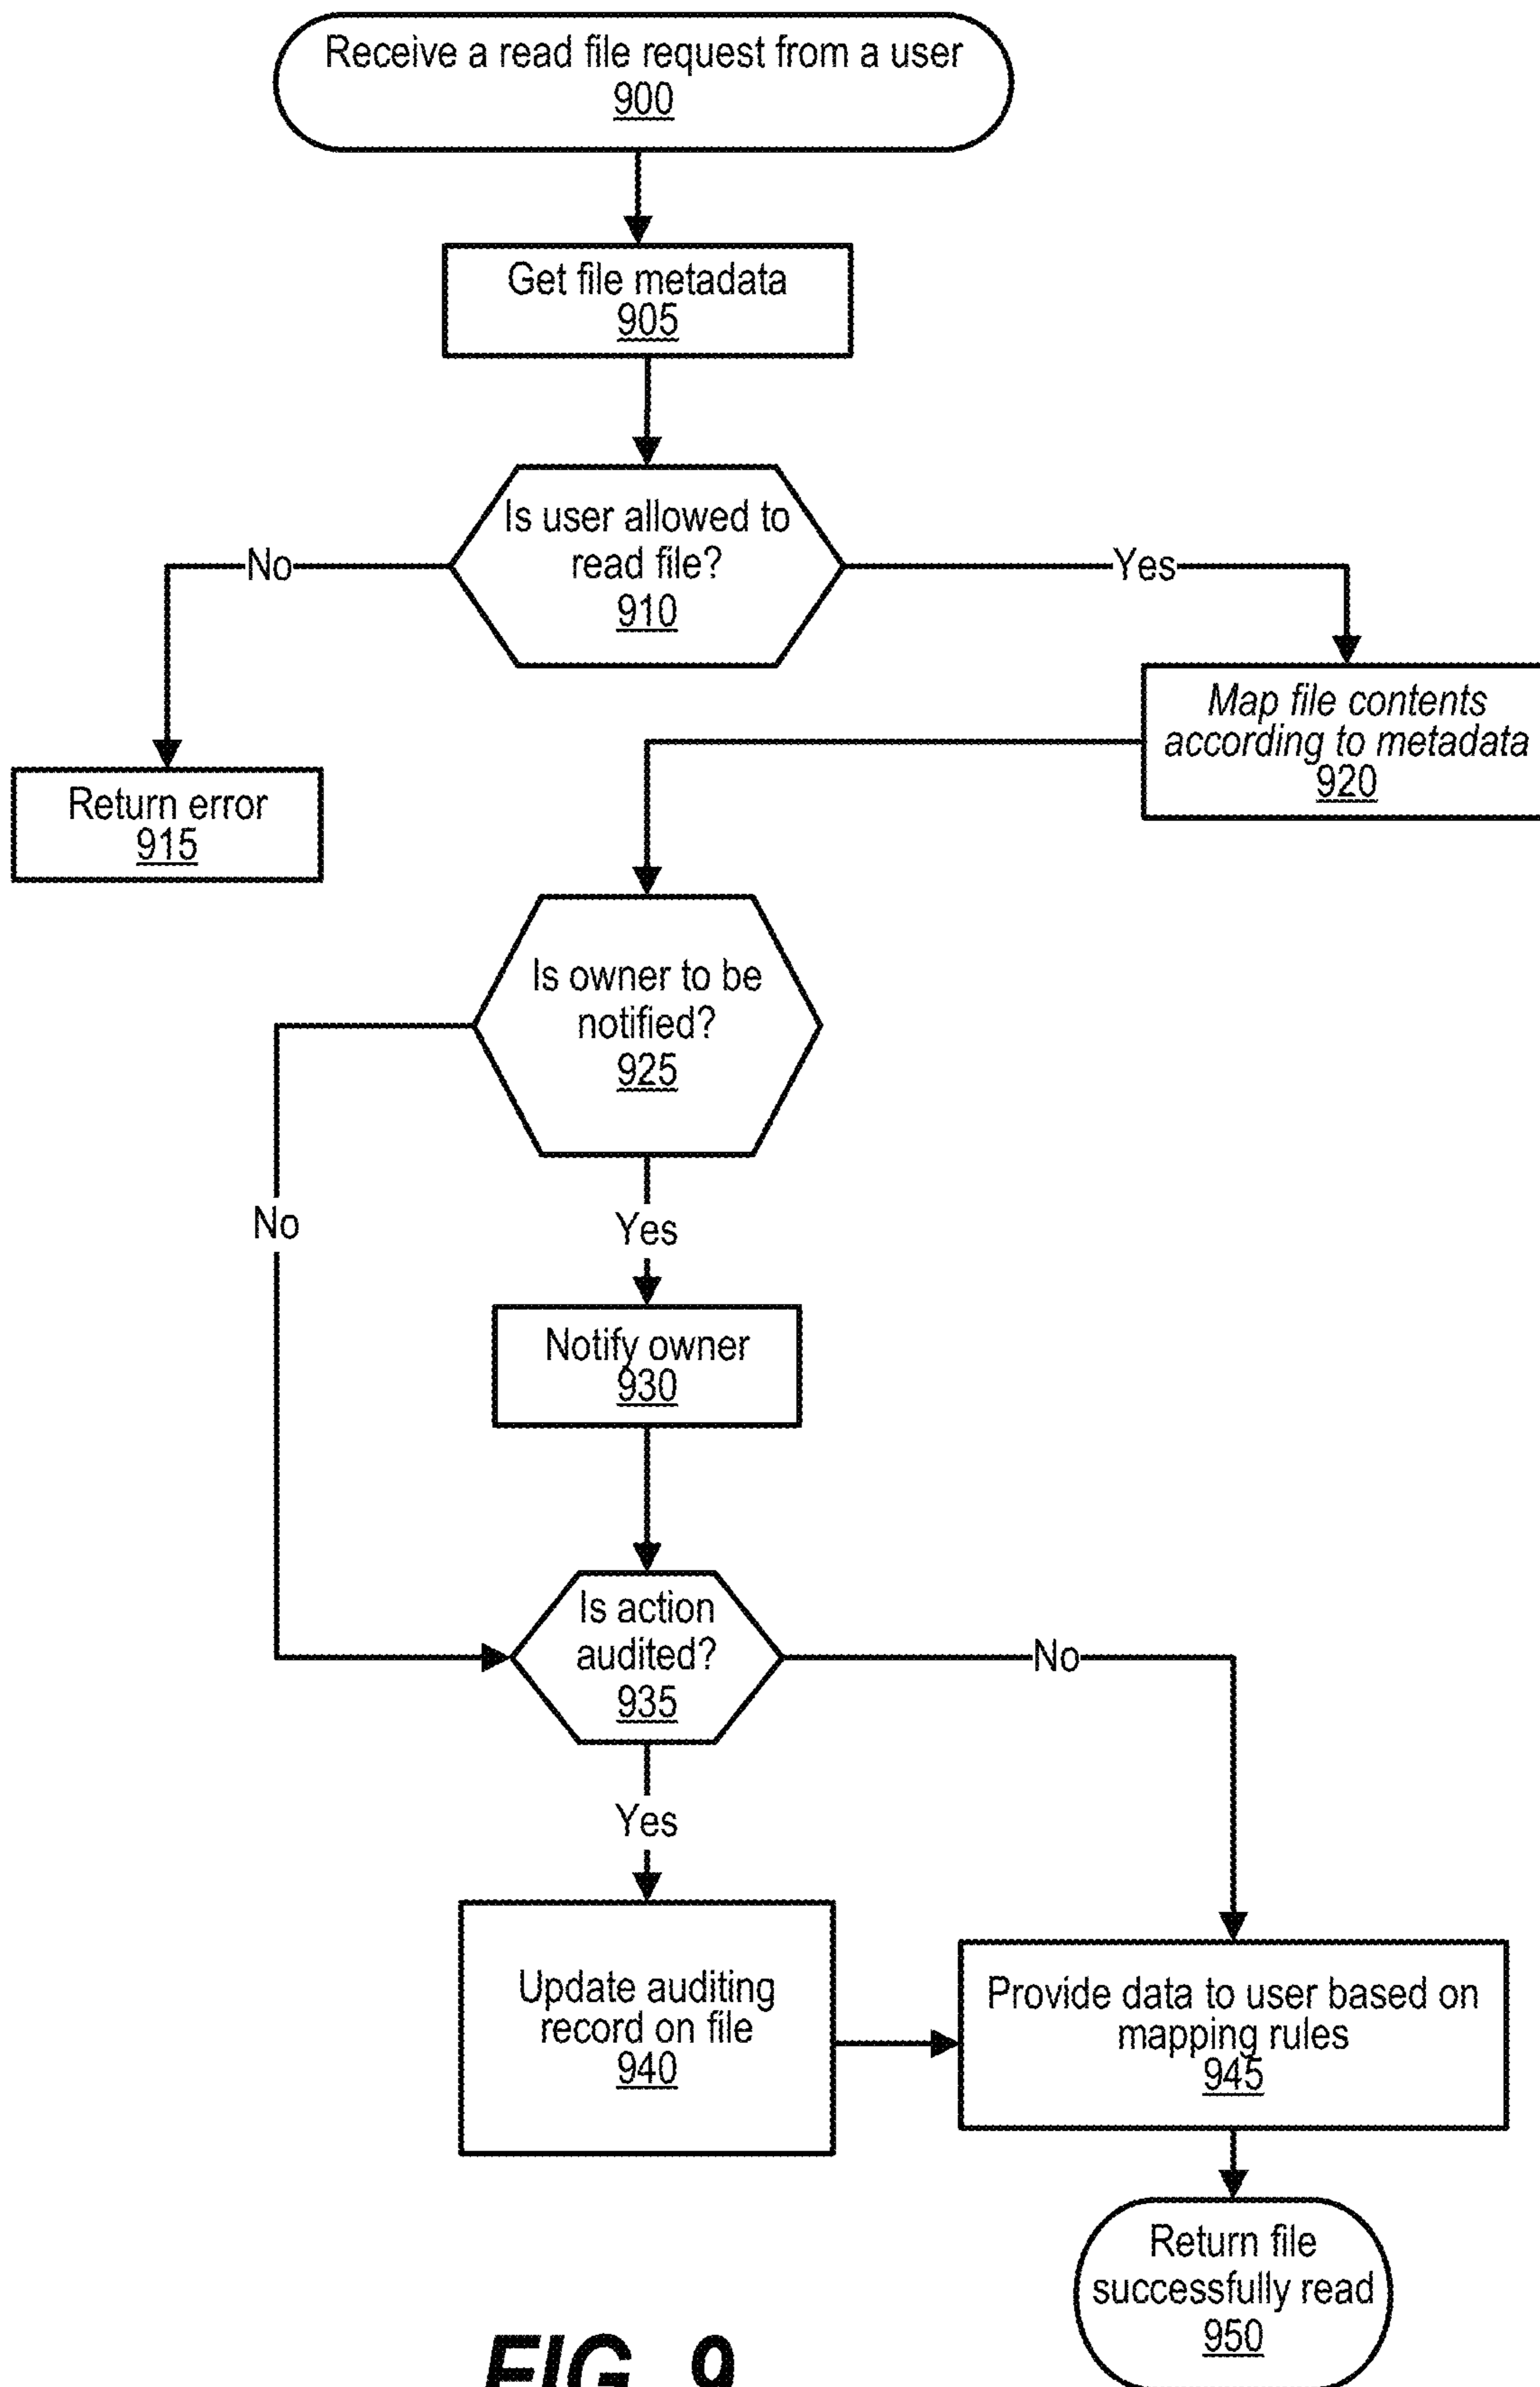 Receive a read file request from a user
900
Get file metadata
905
Is user allowed to
read file?
910
No
Yes
Map file contents
according to metadata
920
Return error
915
Is owner to be
notified?
925
No
Yes
Notify owner
930
Is action
audited?
935
No
Yes
Update auditing
record on file
940
Provide data to user based on
mapping rules
945
Return file
successfully read
950
FIG. 9